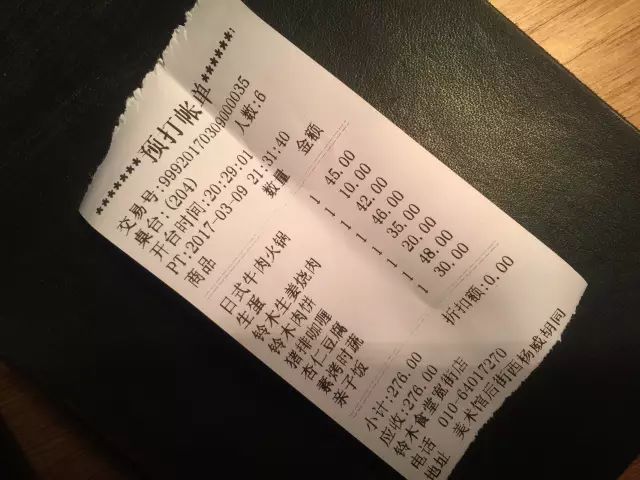 *******预打帐单*******
交易号:99920170309000035
桌台:(204) 人数:6
开台时间:20:29:01
PT:2017-03-09 21:31:40
商品 数量 金额
日式牛肉火锅 1 45.00
生蛋 1 10.00
铃木生姜烧肉 1 42.00
铃木肉饼 1 46.00
猪排咖喱 1 35.00
杏仁豆腐 1 20.00
素烤时蔬 1 48.00
亲子饭 1 30.00
折扣额:0.00
小计:276.00
应收:276.00
铃木食堂宽街店
电话 010-64017270
地址 美术馆后街西杨威胡同